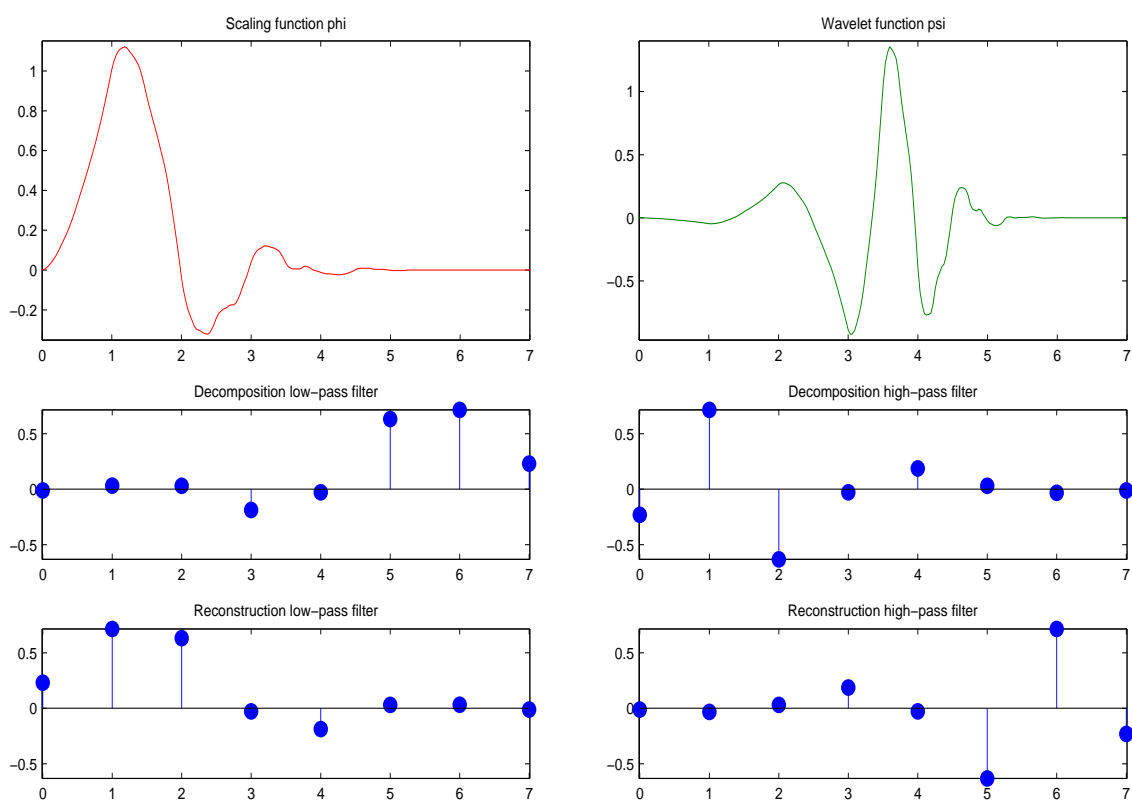 Scaling function phi
1
0.8
0.6
0.4
0.2
0
−0.2
0 1 2 3 4 5 6 7
Wavelet function psi
1
0.5
0
−0.5
0 1 2 3 4 5 6 7
Decomposition low−pass filter
0.5
0
−0.5
0 1 2 3 4 5 6 7
Decomposition high−pass filter
0.5
0
−0.5
0 1 2 3 4 5 6 7
Reconstruction low−pass filter
0.5
0
−0.5
0 1 2 3 4 5 6 7
Reconstruction high−pass filter
0.5
0
−0.5
0 1 2 3 4 5 6 7